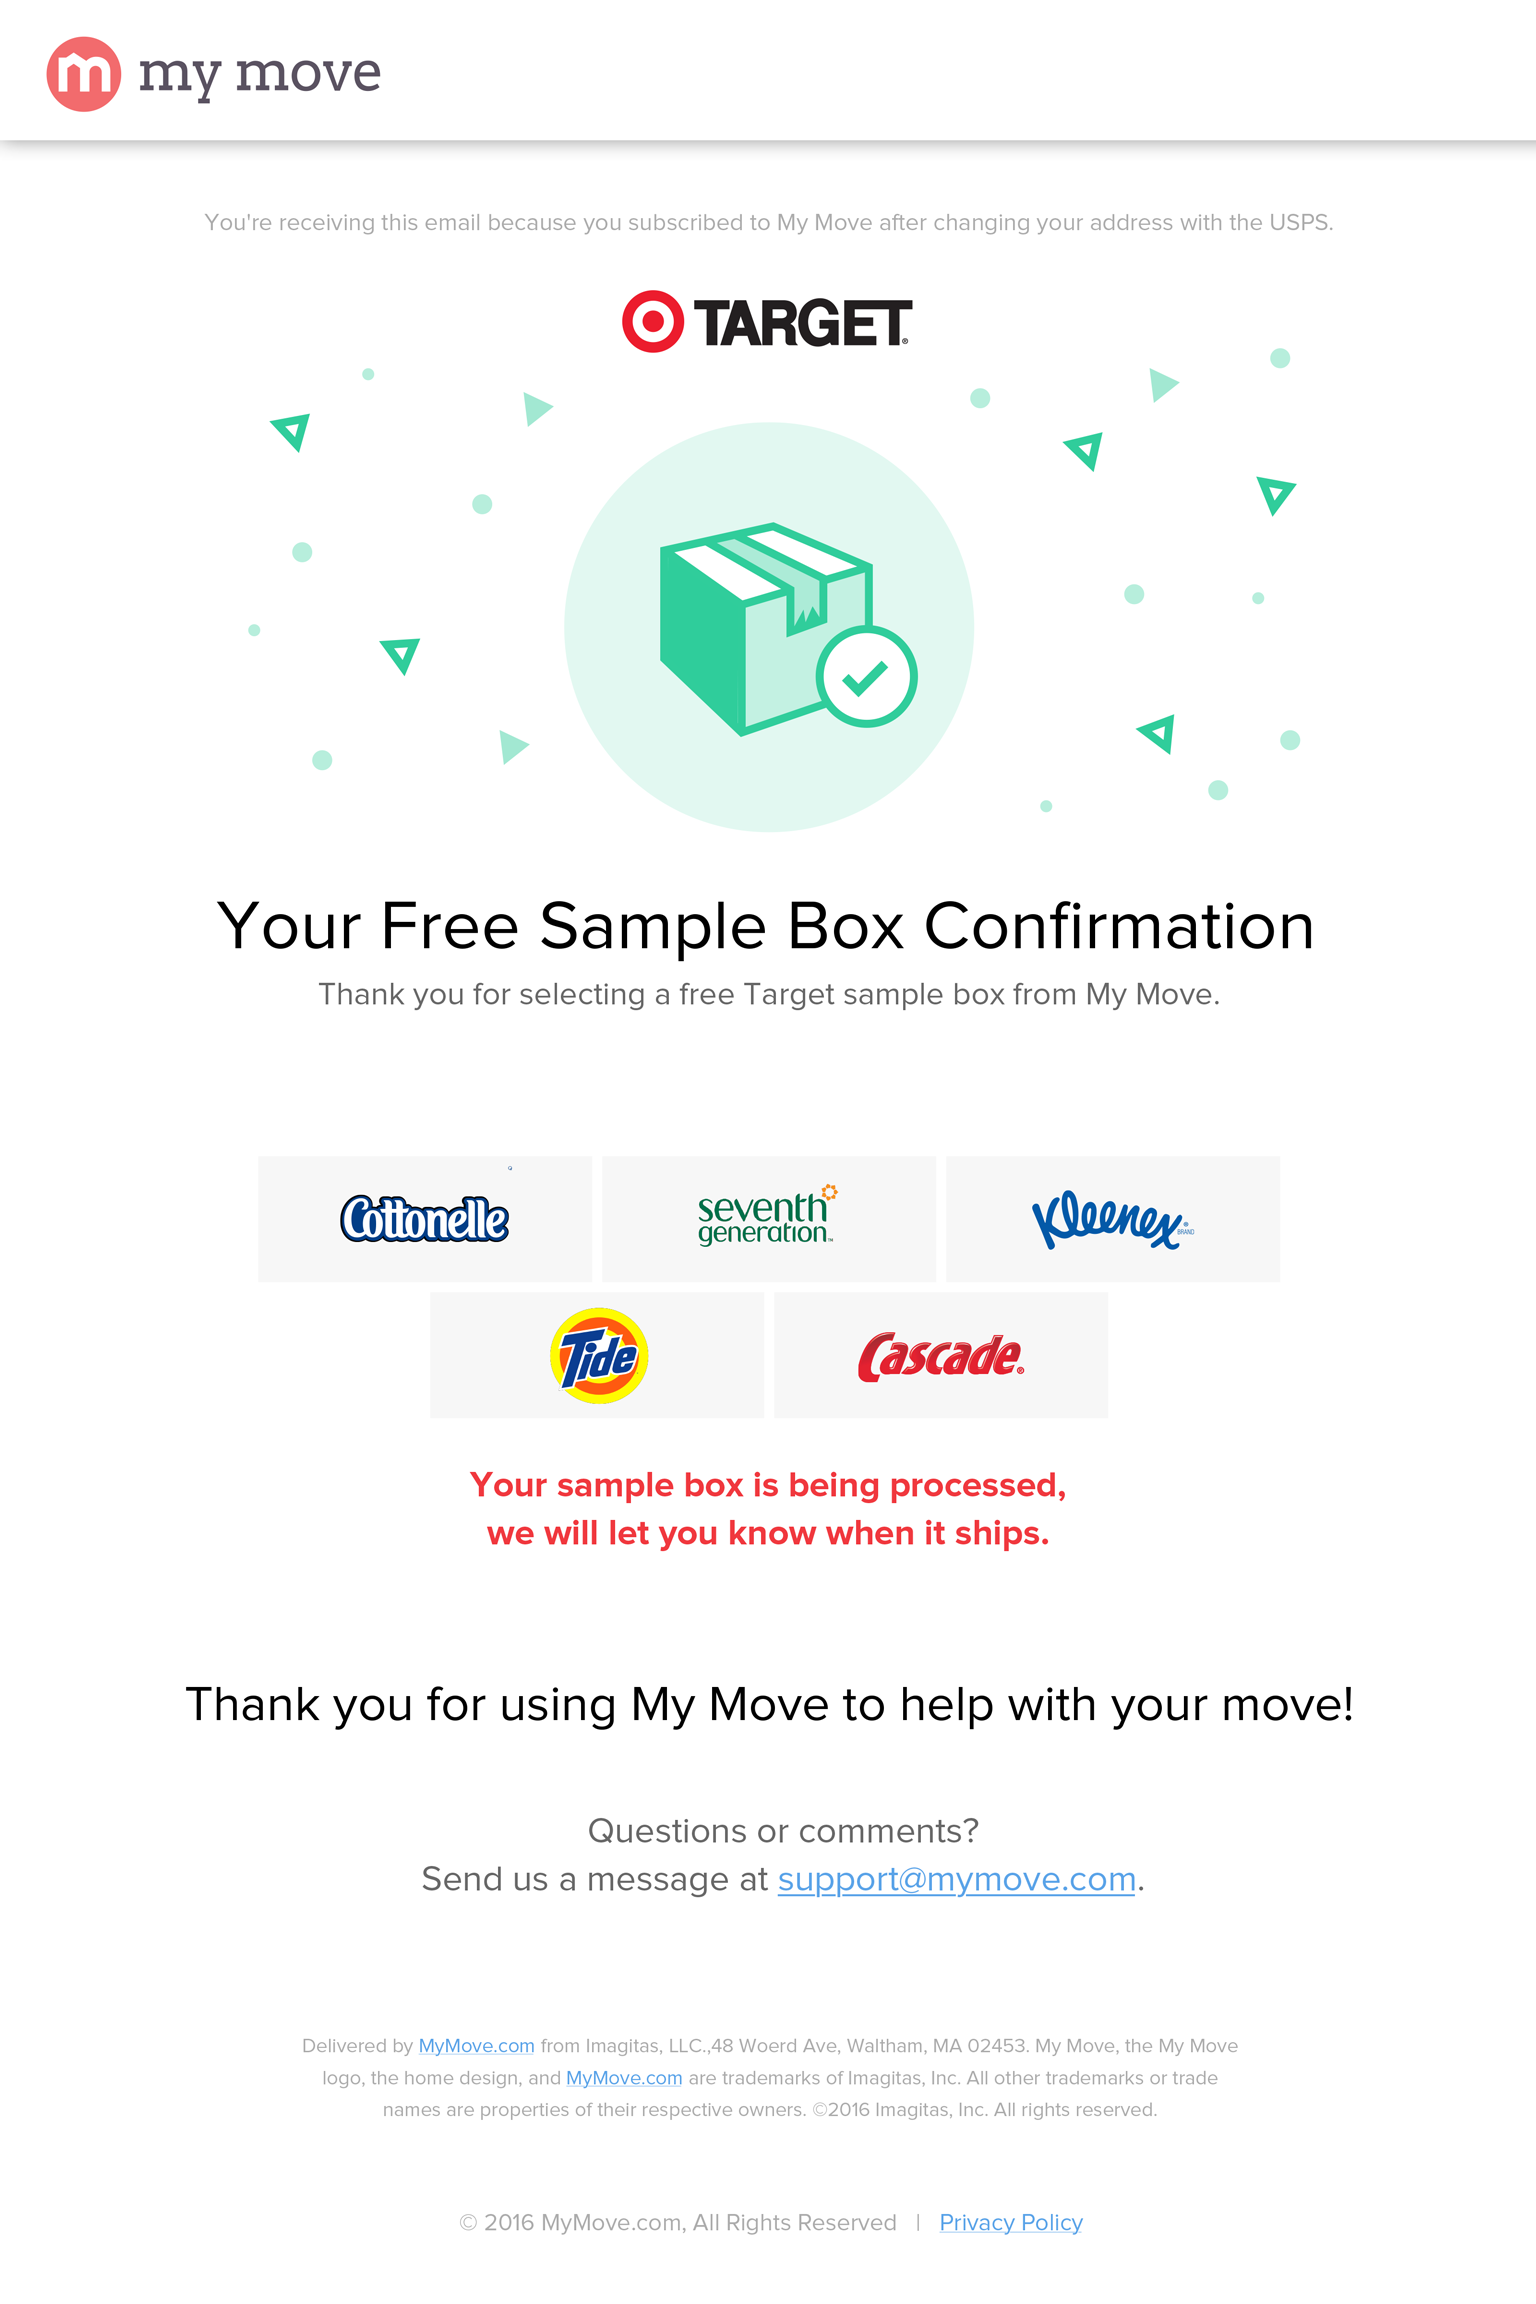 my move
You're receiving this email because you subscribed to My Move after changing your address with the USPS.
TARGET®
Your Free Sample Box Confirmation
Thank you for selecting a free Target sample box from My Move.
Cottonelle
seventh
generation™
Kleenex®
BRAND
Tide
Cascade®
Your sample box is being processed,
we will let you know when it ships.
Thank you for using My Move to help with your move!
Questions or comments?
Send us a message at support@mymove.com.
Delivered by MyMove.com from Imagitas, LLC.,48 Woerd Ave, Waltham, MA 02453. My Move, the My Move
logo, the home design, and MyMove.com are trademarks of Imagitas, Inc. All other trademarks or trade
names are properties of their respective owners. ©2016 Imagitas, Inc. All rights reserved.
© 2016 MyMove.com, All Rights Reserved | Privacy Policy